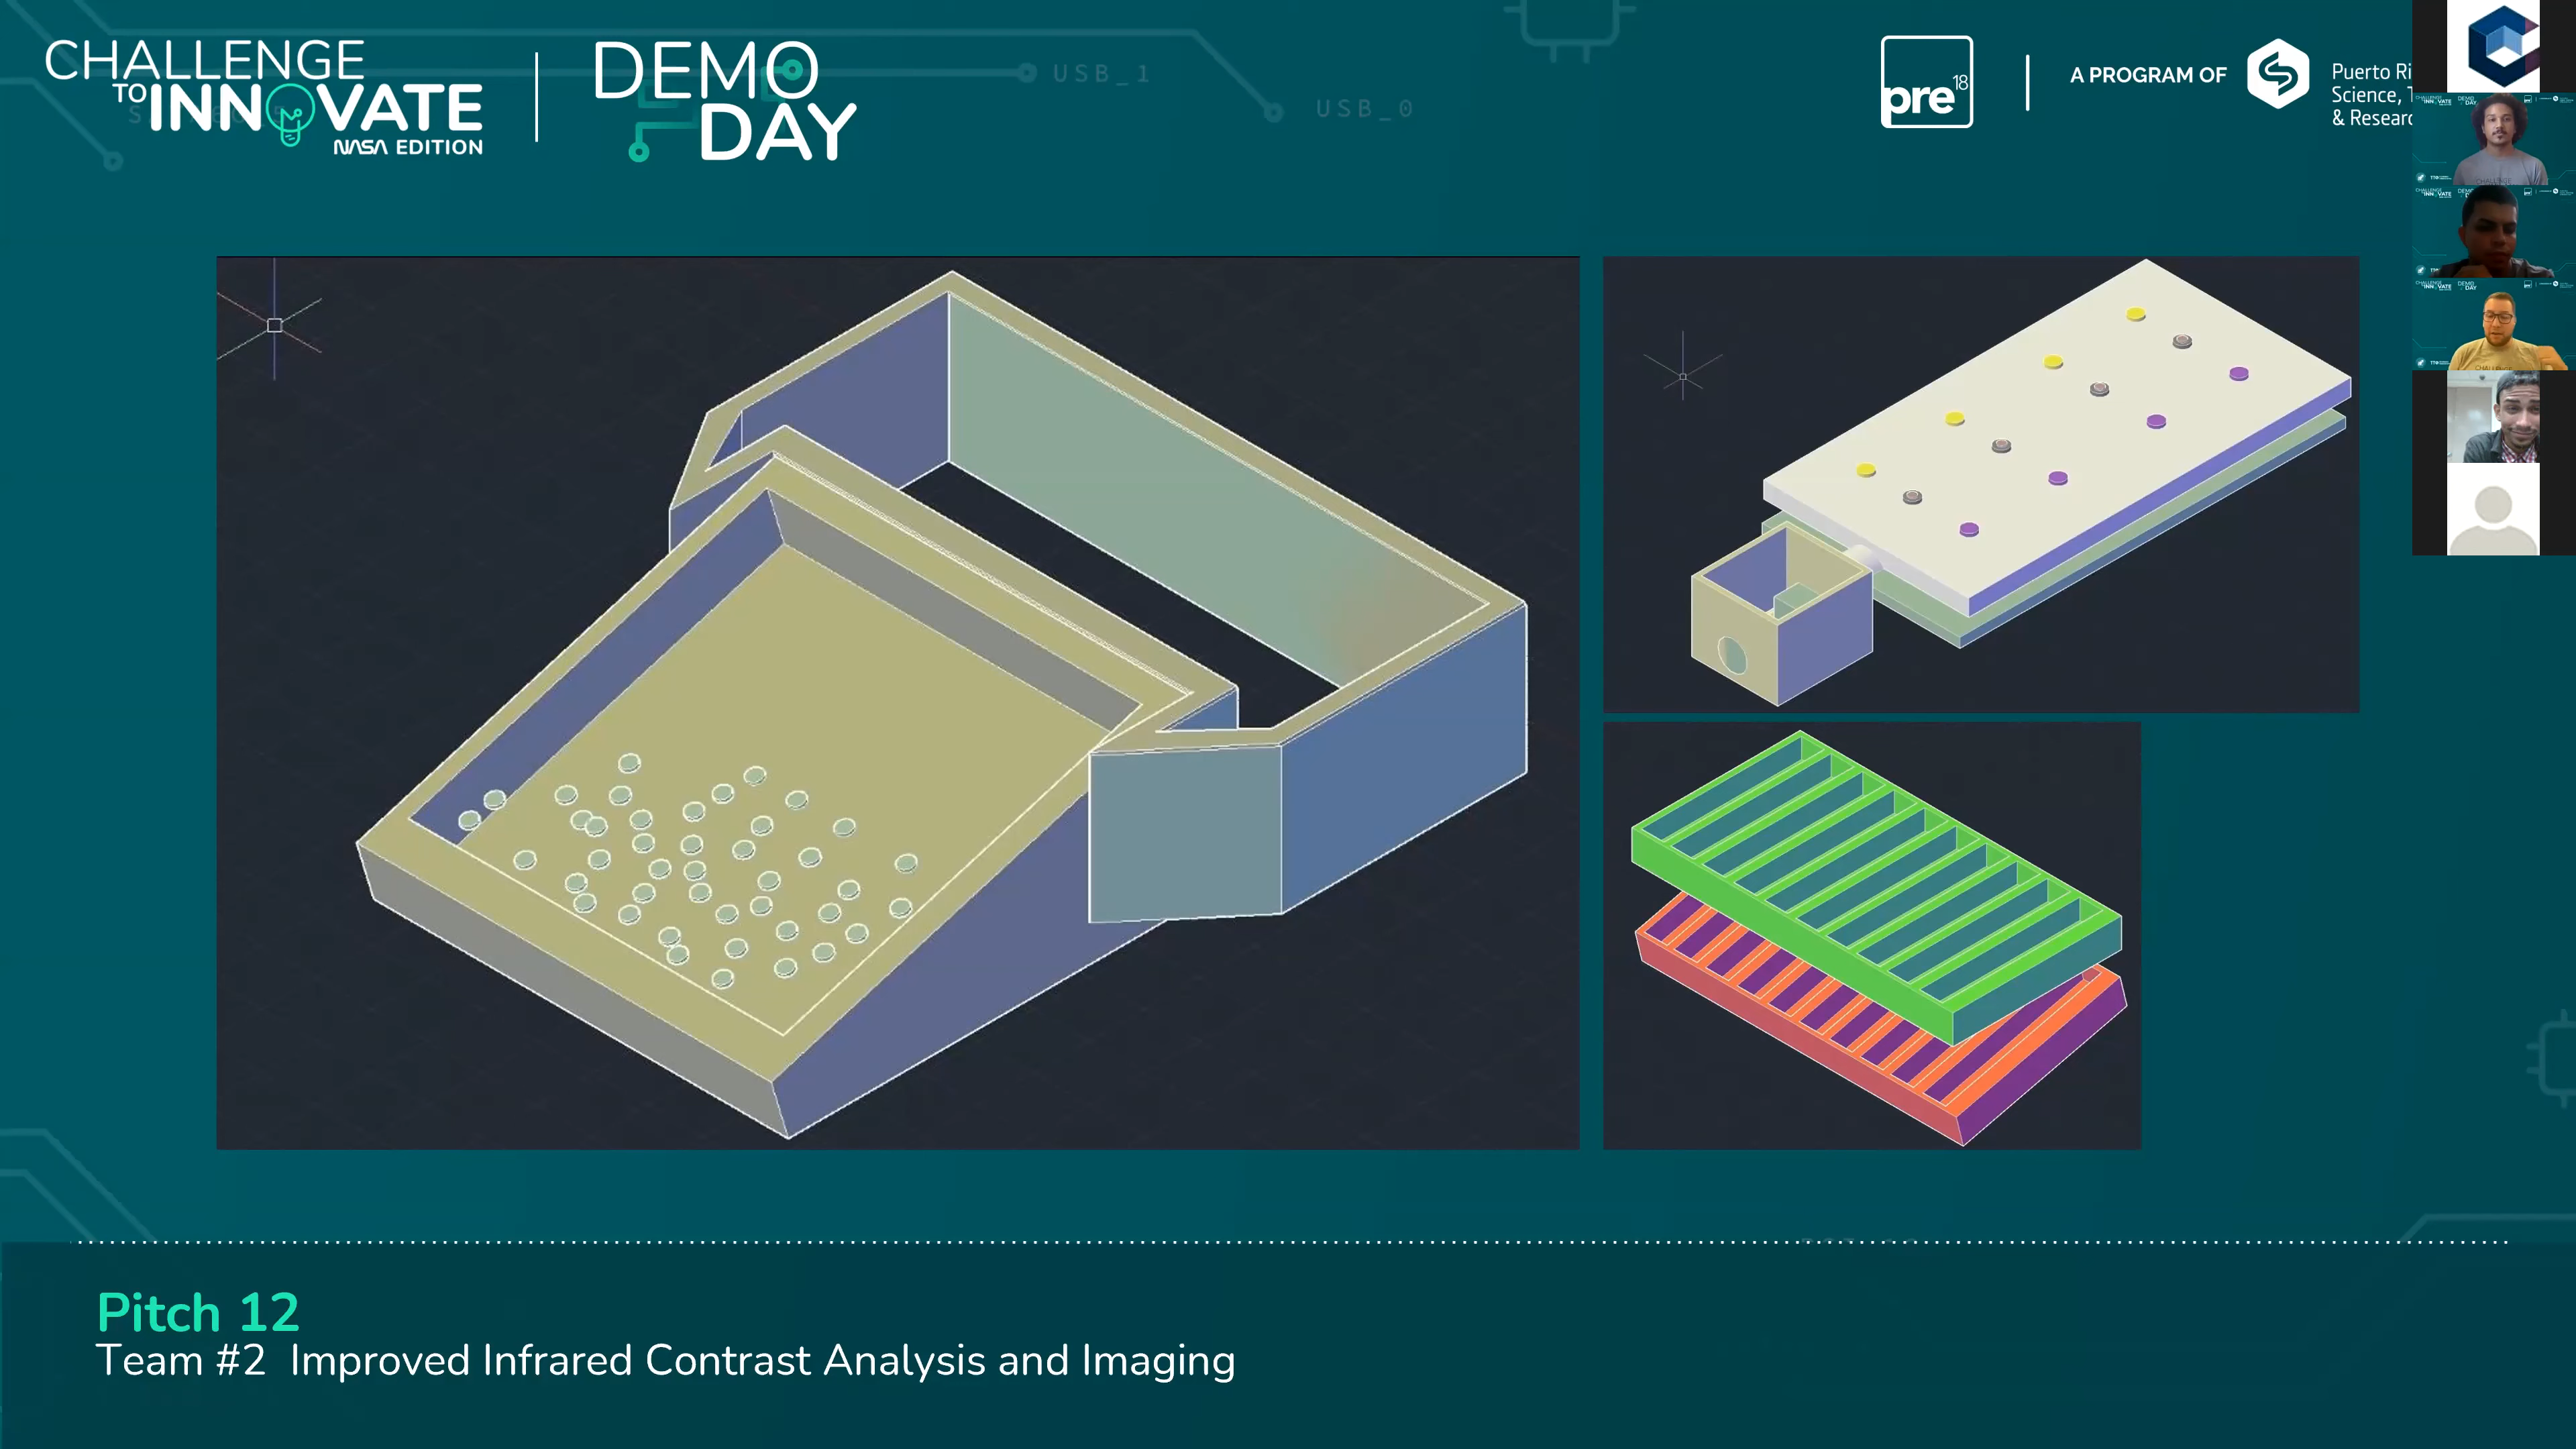 CHALLENGE
TO INNOVATE
NASA EDITION
DEMO
DAY
USB_1
USB_0
pre18
A PROGRAM OF
Puerto Ri
Science, T
& Researc
Pitch 12
Team #2 Improved Infrared Contrast Analysis and Imaging